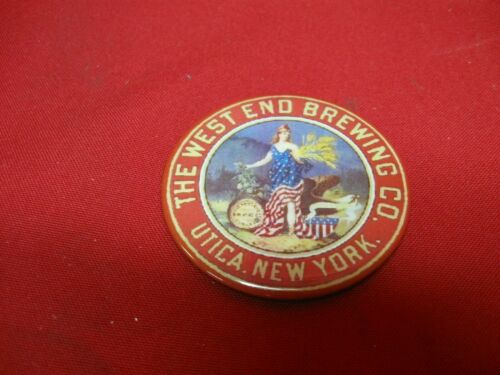 THE WEST END BREWING CO.
UTICA, NEW YORK.